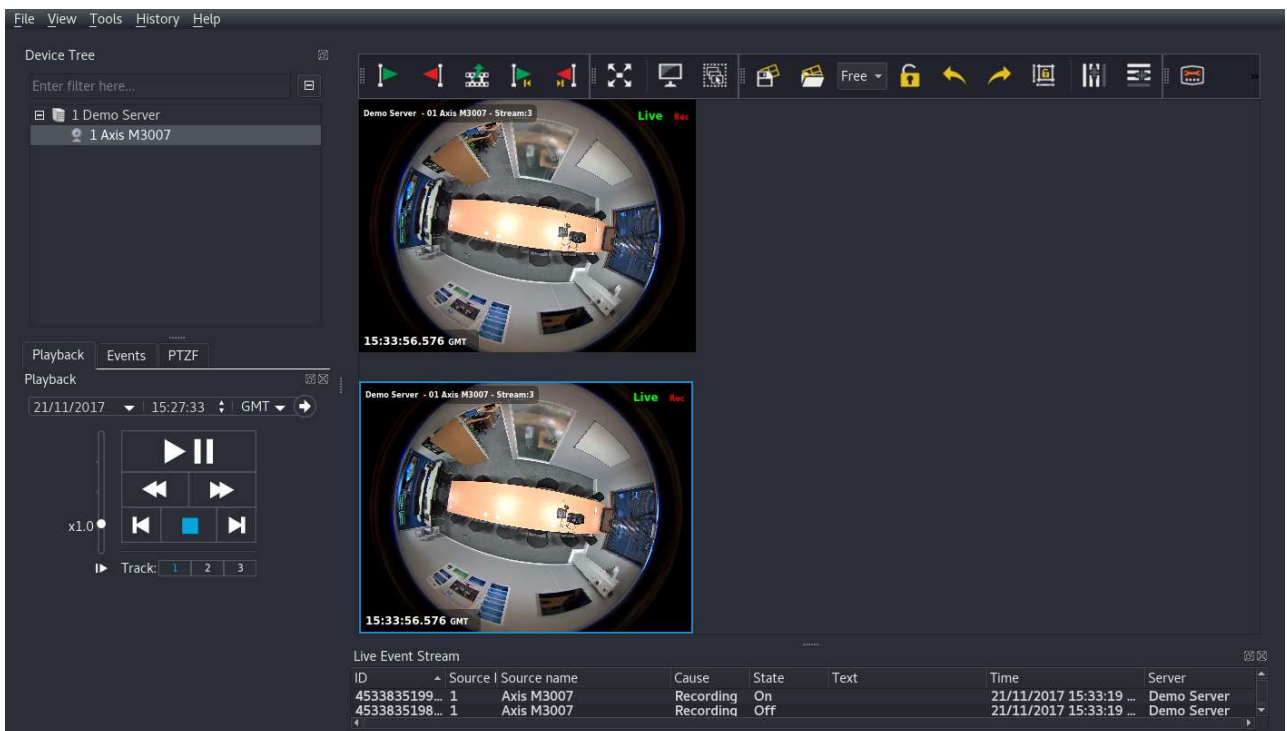 File View Tools History Help
Device Tree
Enter filter here...
1 Demo Server
1 Axis M3007
Free
Demo Server - 01 Axis M3007 - Stream:3 Live Rec
15:33:56.576 GMT
Playback Events PTZF
Playback
21/11/2017 15:27:33 GMT
x1.0
Track: 1 2 3
Demo Server - 01 Axis M3007 - Stream:3 Live Rec
15:33:56.576 GMT
Live Event Stream
ID Source I Source name Cause State Text Time Server
4533835199... 1 Axis M3007 Recording On 21/11/2017 15:33:19 ... Demo Server
4533835198... 1 Axis M3007 Recording Off 21/11/2017 15:33:19 ... Demo Server